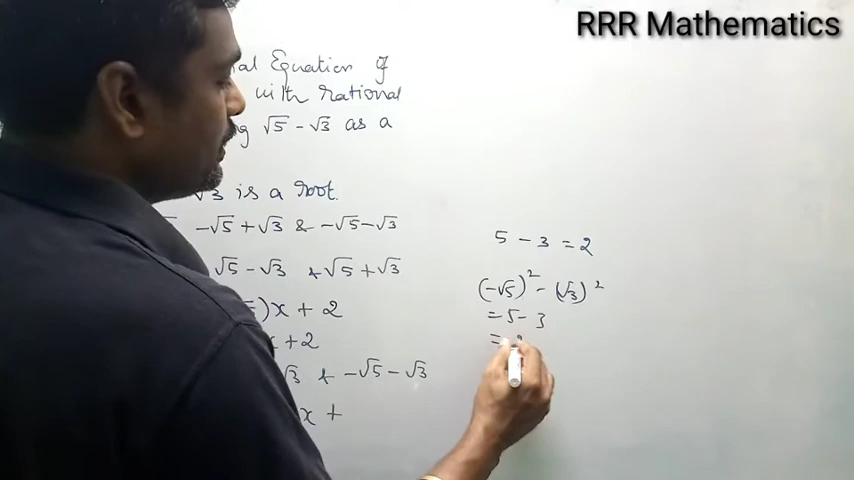 RRR Mathematics
Equation of
with rational
√5 - √3 as a
√3 is a root.
-√5 + √3 & -√5 - √3
√5 - √3 & √5 + √3
)x + 2
+ 2
√3 & -√5 - √3
x +
5 - 3 = 2
(-√5)² - (√3)²
= 5 - 3
=